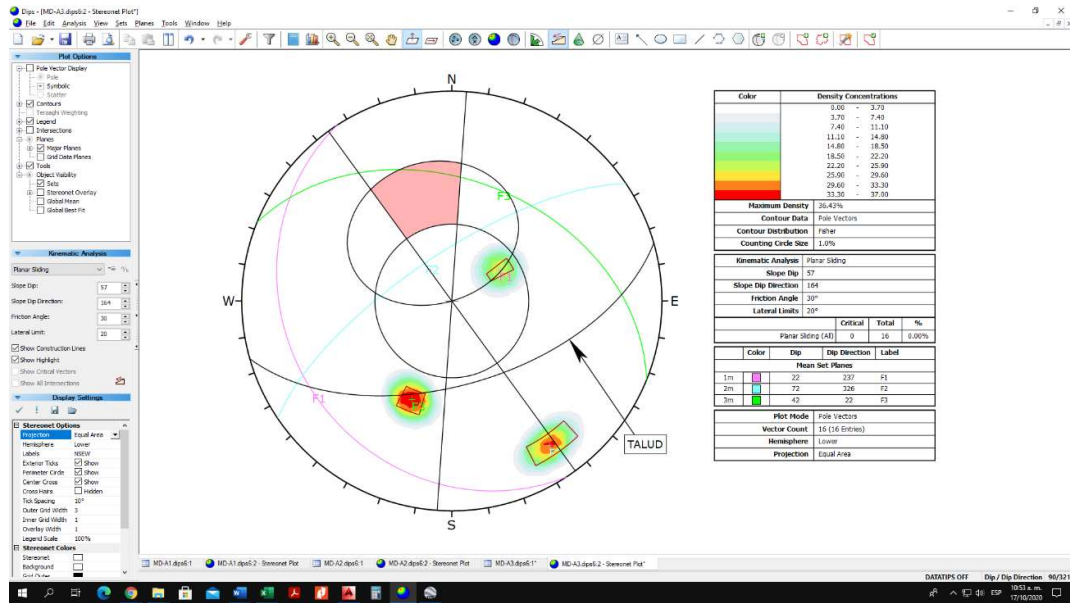 Dips - [MD-A3.dips6:2 - Stereonet Plot*]
File Edit Analysis View Sets Planes Tools Window Help
Plot Options
Pole Vector Display
Pole
Symbolic
Scatter
Contours
Terzaghi Weighting
Legend
Intersections
Planes
Major Planes
Grid Data Planes
Tools
Object Visibility
Sets
Stereonet Overlay
Global Mean
Global Best Fit
Kinematic Analysis
Planar Sliding
Slope Dip: 57
Slope Dip Direction: 164
Friction Angle: 30
Lateral Limit: 20
Show Construction Lines
Show Highlight
Show Critical Vectors
Show All Intersections
Display Settings
Stereonet Options
Projection Equal Area
Hemisphere Lower
Labels NSEW
Exterior Ticks Show
Perimeter Circle Show
Center Cross Show
Cross Hairs Hidden
Tick Spacing 10°
Outer Grid Width 3
Inner Grid Width 1
Overlay Width 1
Legend Scale 100%
Stereonet Colors
Stereonet
Background
Grid Outer
N
F3
F2
F1
W
E
F1
TALUD
S
Color Density Concentrations
0.00 - 3.70
3.70 - 7.40
7.40 - 11.10
11.10 - 14.80
14.80 - 18.50
18.50 - 22.20
22.20 - 25.90
25.90 - 29.60
29.60 - 33.30
33.30 - 37.00
Maximum Density 36.43%
Contour Data Pole Vectors
Contour Distribution Fisher
Counting Circle Size 1.0%
Kinematic Analysis Planar Sliding
Slope Dip 57
Slope Dip Direction 164
Friction Angle 30°
Lateral Limits 20°
Critical Total %
Planar Sliding (All) 0 16 0.00%
Color Dip Dip Direction Label
Mean Set Planes
1m 22 237 F1
2m 72 326 F2
3m 42 22 F3
Plot Mode Pole Vectors
Vector Count 16 (16 Entries)
Hemisphere Lower
Projection Equal Area
MD-A1.dips6:1 MD-A1.dips6:2 - Stereonet Plot MD-A2.dips6:1 MD-A2.dips6:2 - Stereonet Plot MD-A3.dips6:1* MD-A3.dips6:2 - Stereonet Plot*
DATATIPS OFF Dip / Dip Direction 90/321
ESP
10:53 a. m.
17/10/2020